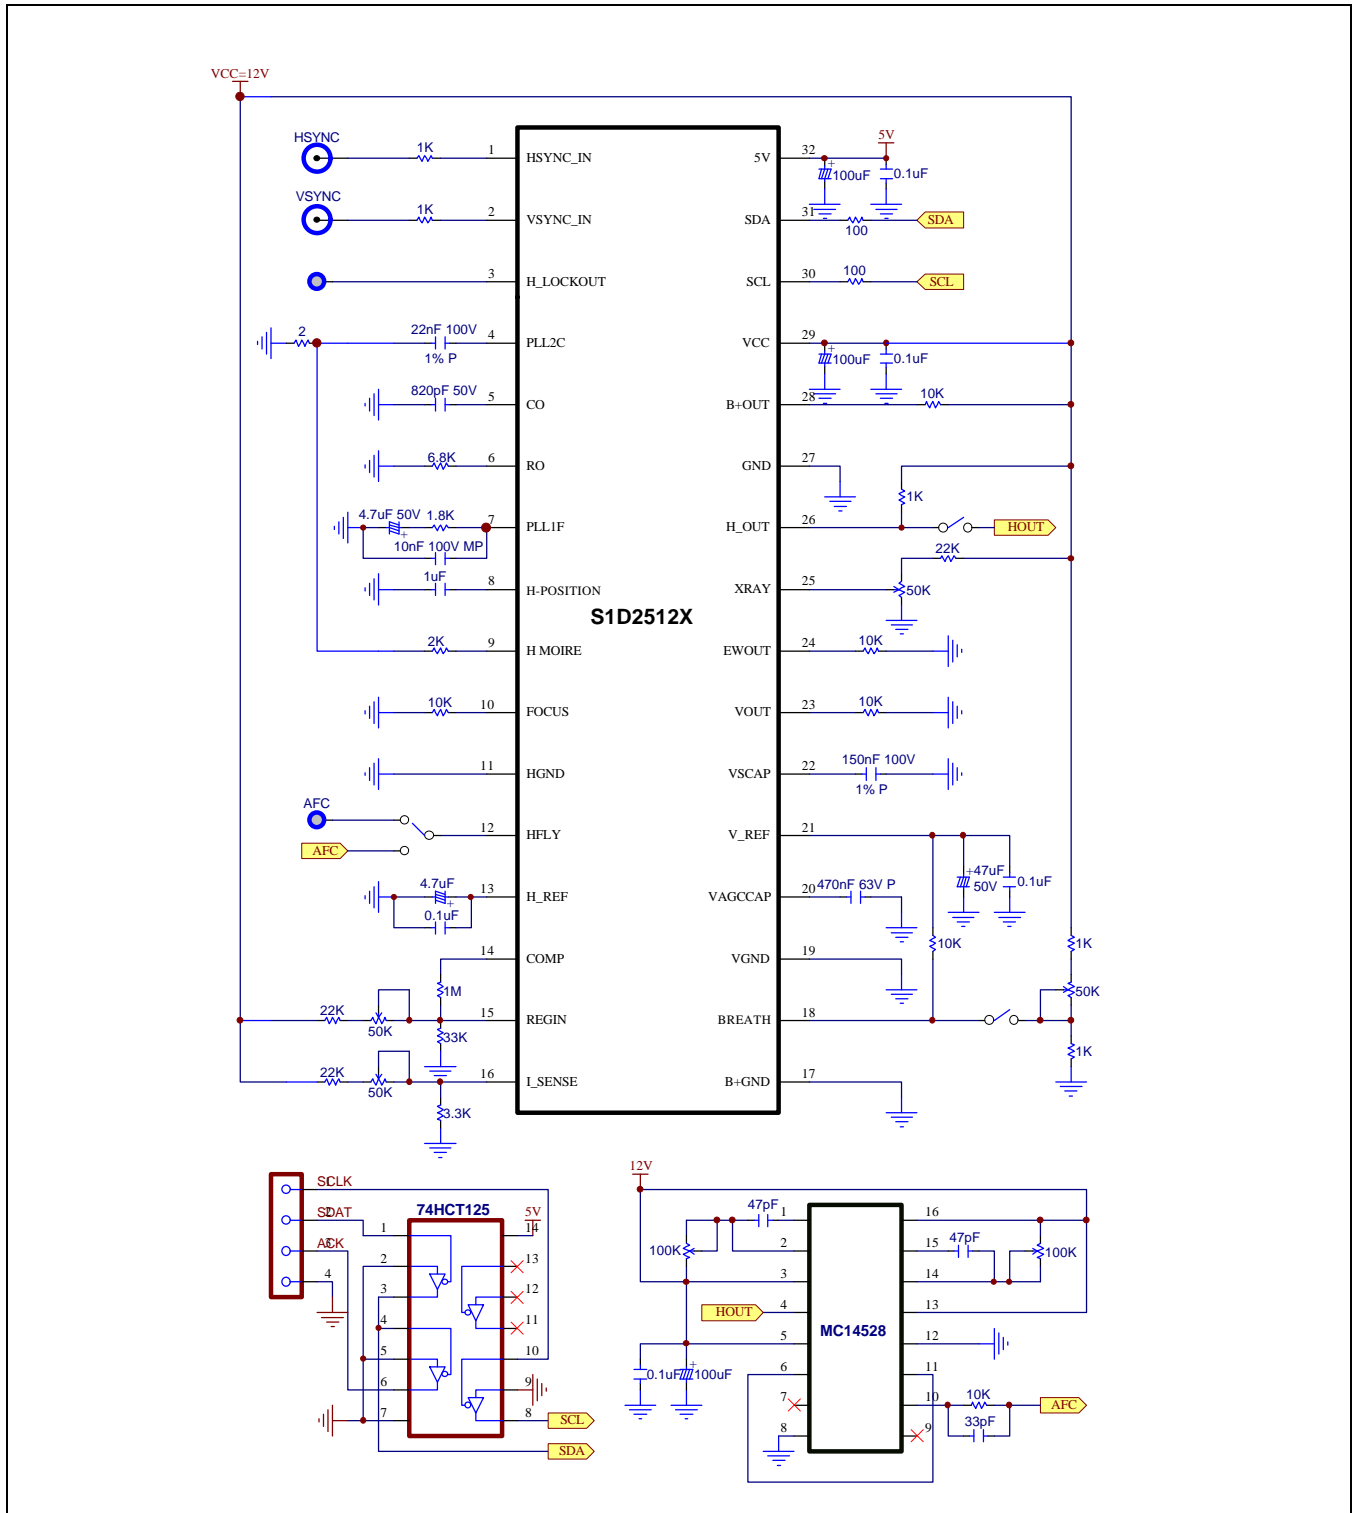 VCC=12V
HSYNC 1K 1 HSYNC_IN 5V 32 5V + 100uF 0.1uF
VSYNC 1K 2 VSYNC_IN SDA 31 100 SDA
3 H_LOCKOUT SCL 30 100 SCL
2 22nF 100V 1% P 4 PLL2C VCC 29 + 100uF 0.1uF
820pF 50V 5 CO B+OUT 28 10K
6.8K 6 RO GND 27
1K
4.7uF 50V + 1.8K 7 PLL1F H_OUT 26 HOUT
10nF 100V MP
22K
1uF 8 H-POSITION XRAY 25 50K
S1D2512X
2K 9 H MOIRE EWOUT 24 10K
10K 10 FOCUS VOUT 23 10K
11 HGND VSCAP 22 150nF 100V 1% P
AFC
AFC 12 HFLY V_REF 21
+47uF 50V 0.1uF
4.7uF + 13 H_REF VAGCCAP 20 470nF 63V P
0.1uF
10K 1K
14 COMP VGND 19
1M 50K
22K 50K 15 REGIN BREATH 18
33K 1K
22K 50K 16 I_SENSE B+GND 17
3.3K
SCLK 1
SDAT 2
ACK 3
4
74HCT125
5V
1 14
2 13
3 12
4 11
5 10
6 9
7 8 SCL
SDA
12V
47pF 1 16
100K 2 15 47pF 100K
3 14
HOUT 4 13
MC14528
5 12
0.1uF + 100uF 6 11
7 10 10K AFC
33pF
8 9